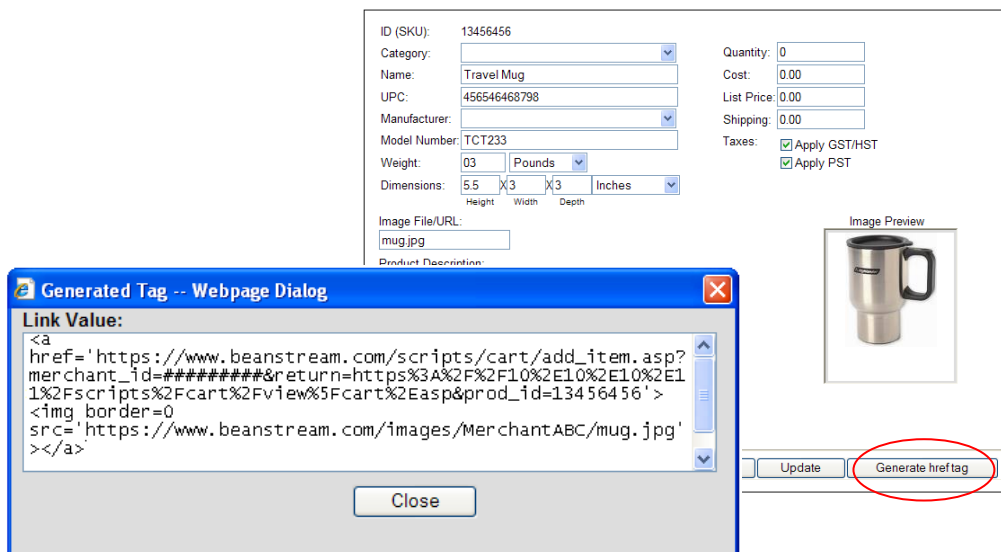 ID (SKU): 13456456
Category:
Name: Travel Mug
UPC: 456546468798
Manufacturer:
Model Number: TCT233
Weight: 03 Pounds
Dimensions: 5.5 X 3 X 3 Inches
Height Width Depth
Quantity: 0
Cost: 0.00
List Price: 0.00
Shipping: 0.00
Taxes: Apply GST/HST
Apply PST
Image File/URL:
mug.jpg
Product Description:
Image Preview
Generated Tag -- Webpage Dialog
Link Value:
<a
href='https://www.beanstream.com/scripts/cart/add_item.asp?
merchant_id=#########&return=https%3A%2F%2F10%2E10%2E10%2E1
1%2Fscripts%2Fcart%2Fview%5Fcart%2Easp&prod_id=13456456'>
<img border=0
src='https://www.beanstream.com/images/MerchantABC/mug.jpg'
></a>
Close
Update
Generate href tag